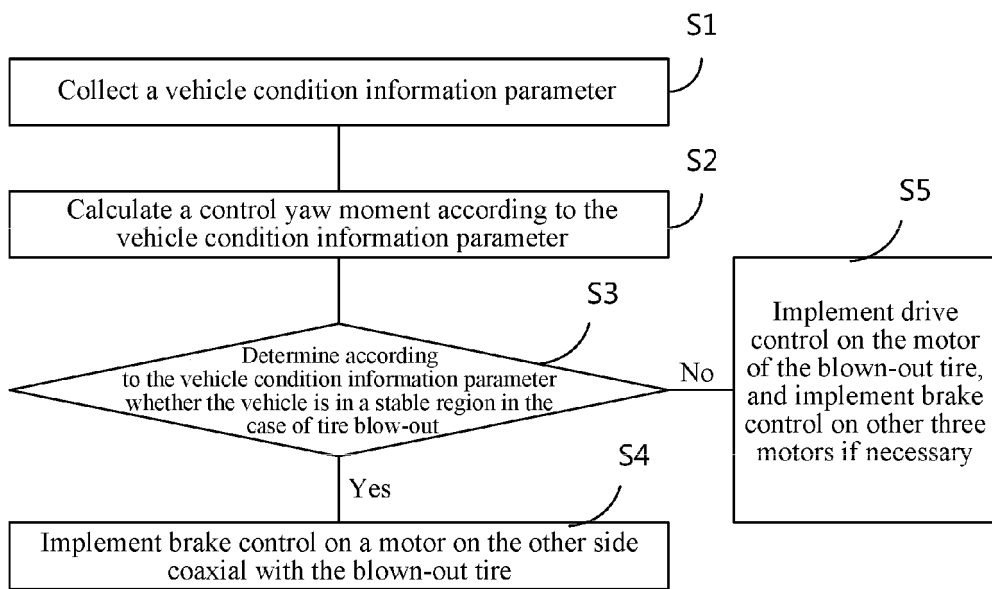 S1
Collect a vehicle condition information parameter
S2
Calculate a control yaw moment according to the
vehicle condition information parameter
S3
Determine according
to the vehicle condition information parameter
whether the vehicle is in a stable region in the
case of tire blow-out
No
Yes
S4
Implement brake control on a motor on the other side
coaxial with the blown-out tire
S5
Implement drive
control on the motor
of the blown-out tire,
and implement brake
control on other three
motors if necessary